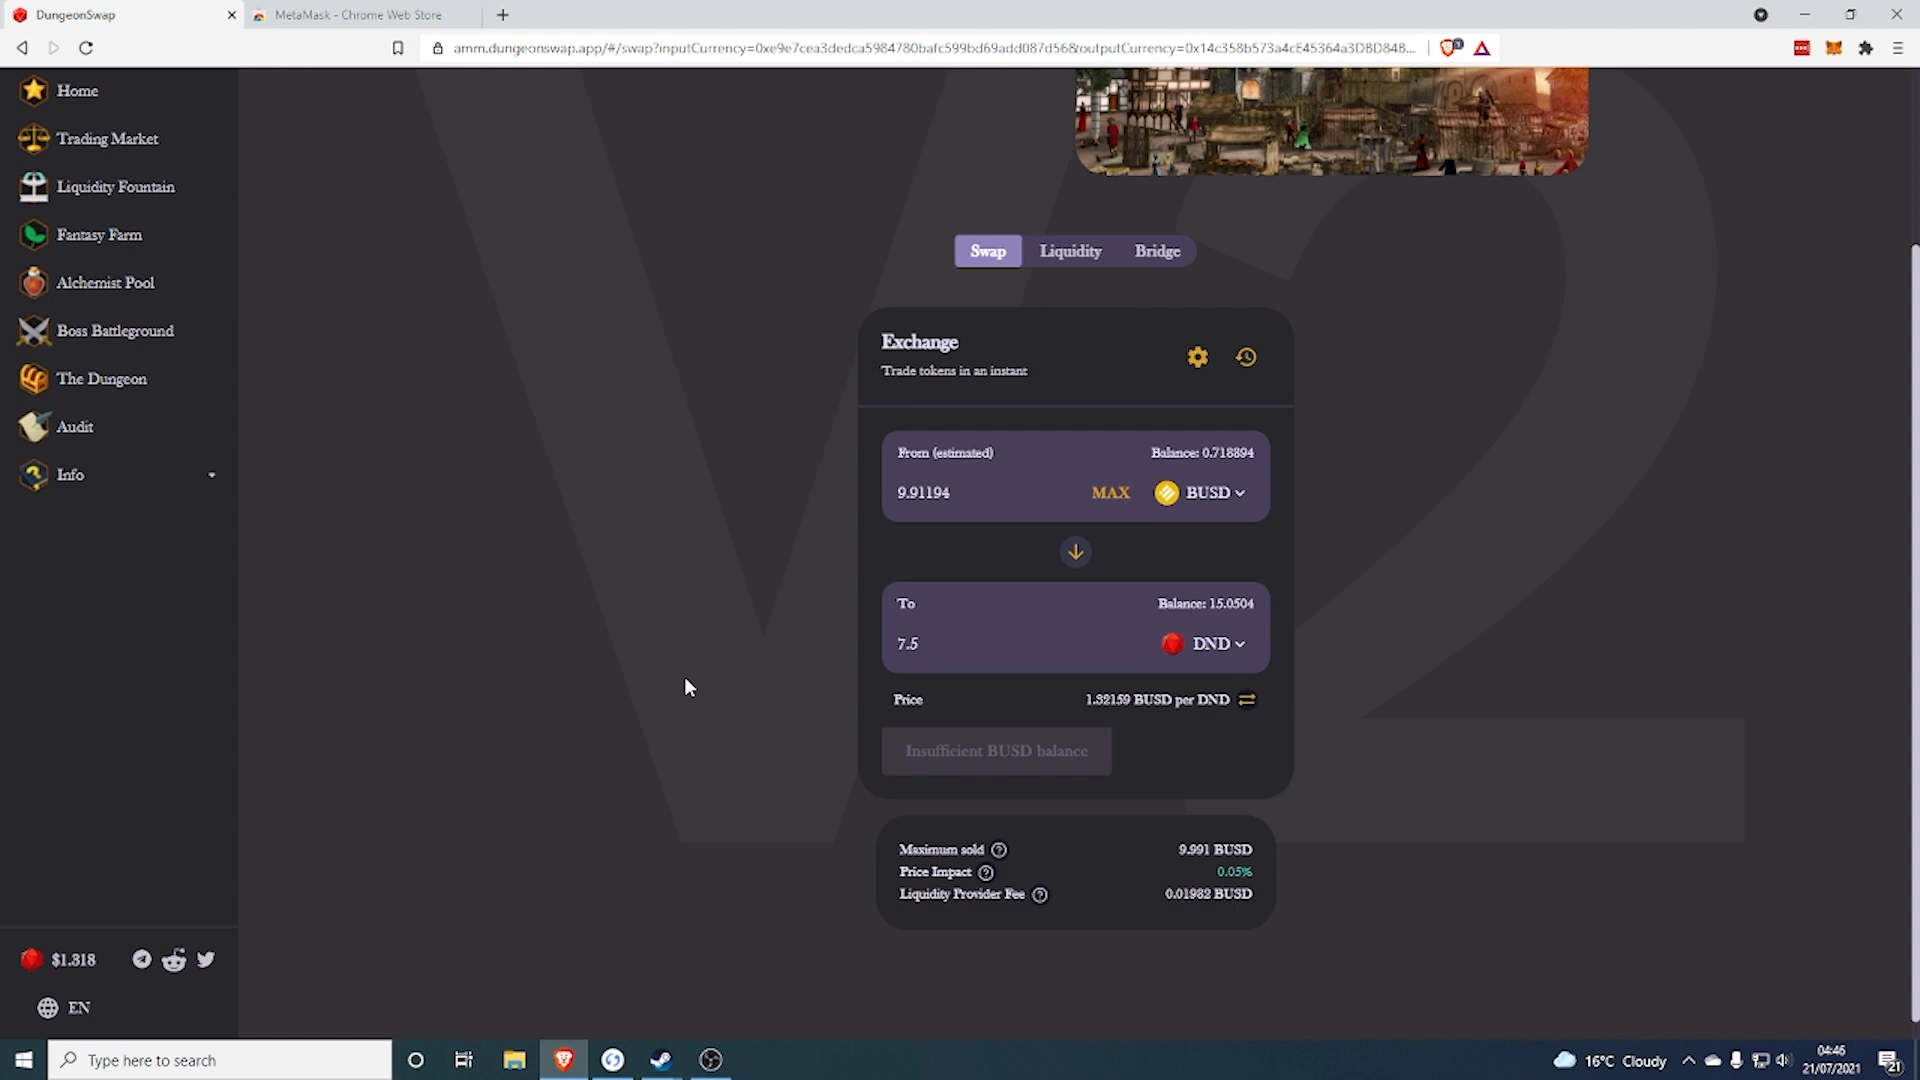 DungeonSwap
MetaMask - Chrome Web Store
amm.dungeonswap.app/#/swap?inputCurrency=0xe9e7cea3dedca5984780bafc599bd69add087d56&outputCurrency=0x14c358b573a4cE45364a3DBD84B...
Home
Trading Market
Liquidity Fountain
Fantasy Farm
Alchemist Pool
Boss Battleground
The Dungeon
Audit
Info
$1.318
EN
Swap Liquidity Bridge
Exchange
Trade tokens in an instant
From (estimated) Balance: 0.718894
9.91194 MAX BUSD
To Balance: 15.0504
7.5 DND
Price 1.32159 BUSD per DND
Insufficient BUSD balance
Maximum sold ? 9.991 BUSD
Price Impact ? 0.05%
Liquidity Provider Fee ? 0.01982 BUSD
V2
Type here to search
16°C Cloudy
04:46
21/07/2021
21